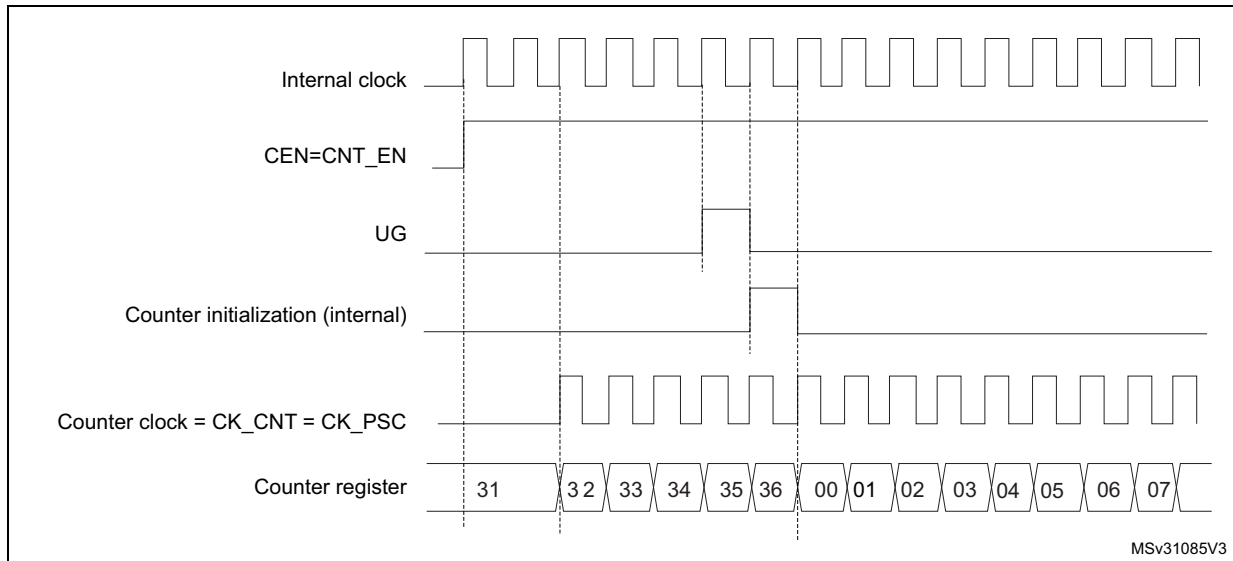 Internal clock
CEN=CNT_EN
UG
Counter initialization (internal)
Counter clock = CK_CNT = CK_PSC
Counter register 31 32 33 34 35 36 00 01 02 03 04 05 06 07
MSv31085V3